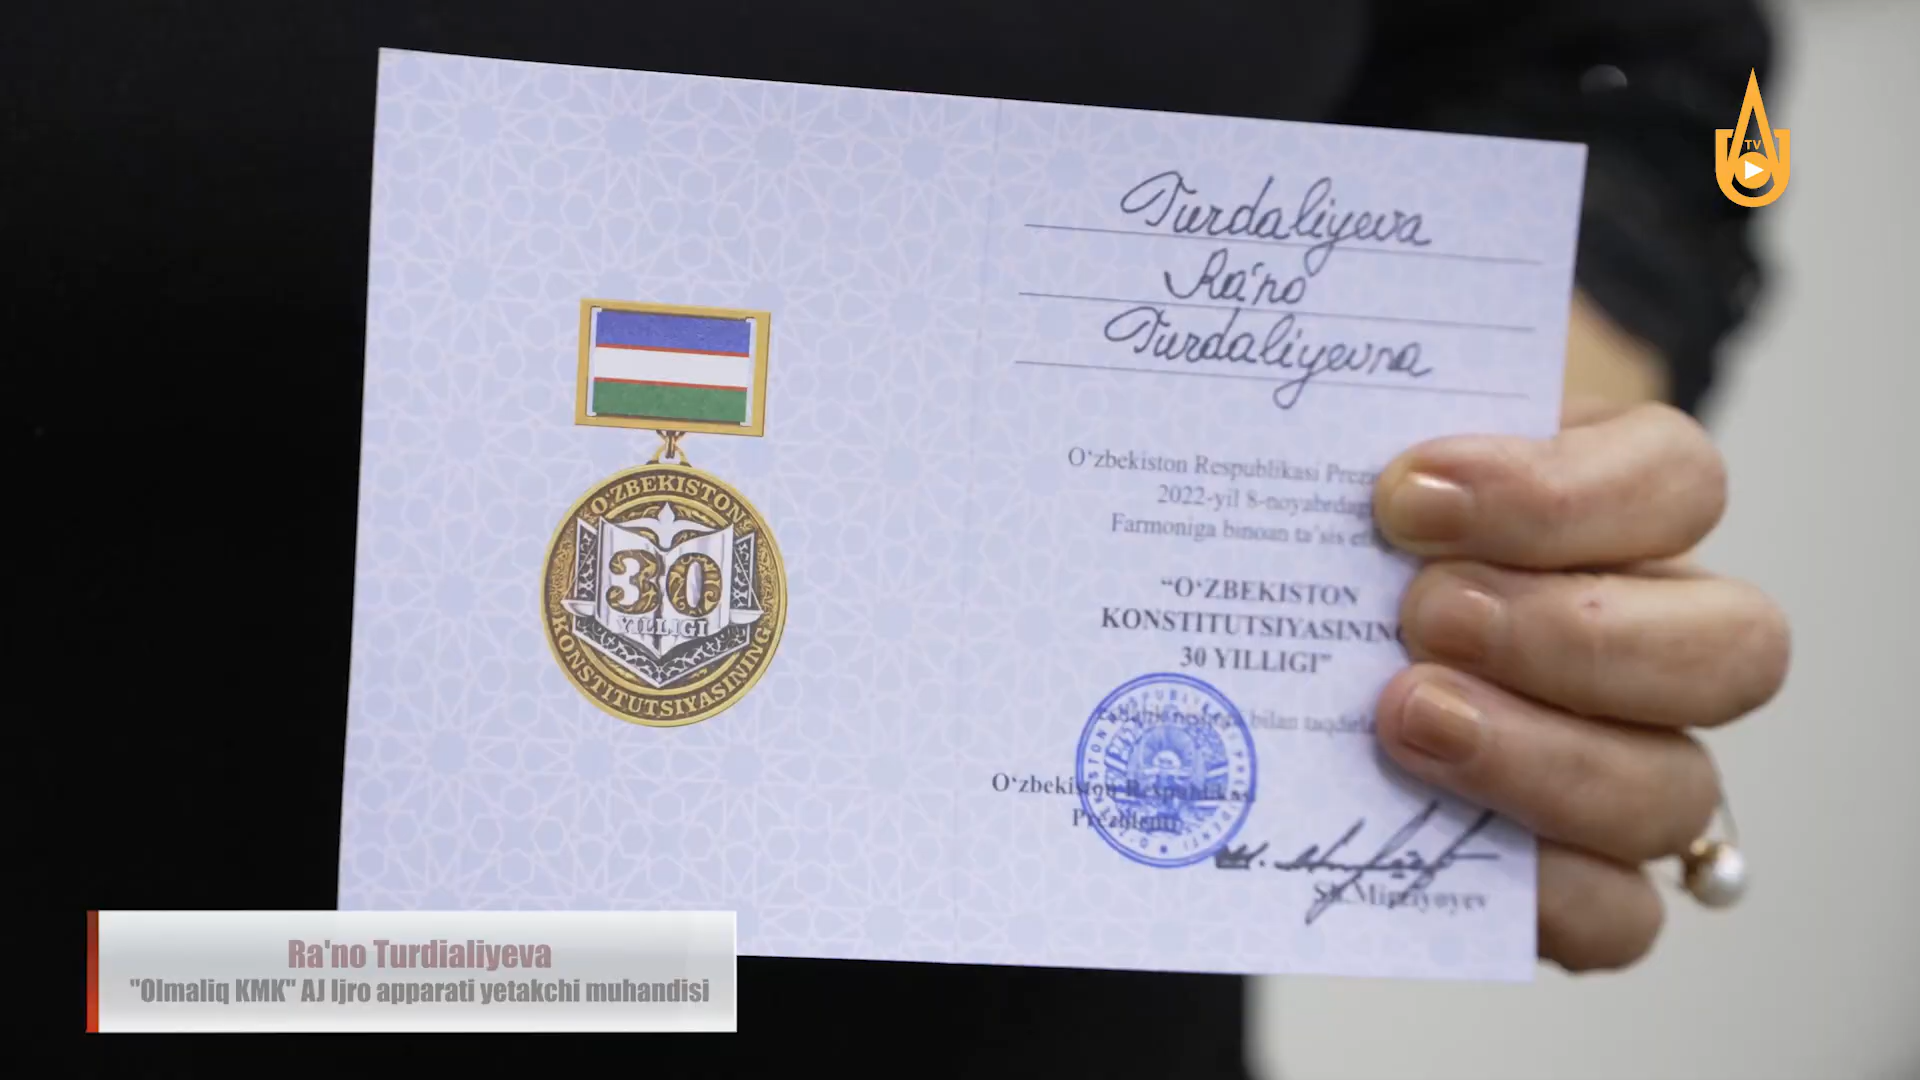 TV
Turdaliyeva
Ra'no
Turdaliyevna
O‘zbekiston Respublikasi
2022-yil 8-noyabrdagi
Farmoniga binoan ta’sis
“O‘ZBEKISTON
KONSTITUTSIYASINING
30 YILLIGI”
bilan
O‘zbekiston Respublikasi
Prezidenti
Sh.Mirziyoyev
O‘ZBEKISTON
30
YILLIGI
KONSTITUTSIYASINING
Ra'no Turdialiyeva
"Olmaliq KMK" AJ Ijro apparati yetakchi muhandisi